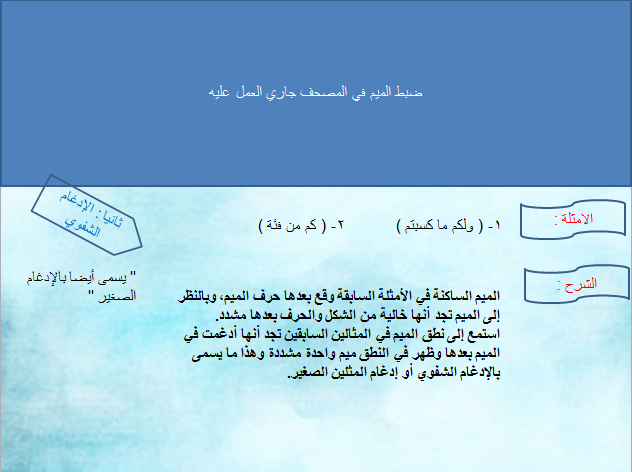 ضبط الميم في المصحف جاري العمل عليه
ثانيا : الإدغام
الشفوي
الامثلة :
١- ( ولكم ما كسبتم ) ٢- ( كم من فئة )
الشرح :
" يسمى أيضا بالإدغام
الصغير "
الميم الساكنة في الأمثلة السابقة وقع بعدها حرف الميم، وبالنظر
إلى الميم تجد أنها خالية من الشكل والحرف بعدها مشدد.
استمع إلى نطق الميم في المثالين السابقين تجد أنها أدغمت في
الميم بعدها وظهر في النطق ميم واحدة مشددة وهذا ما يسمى
بالإدغام الشفوي أو إدغام المثلين الصغير.